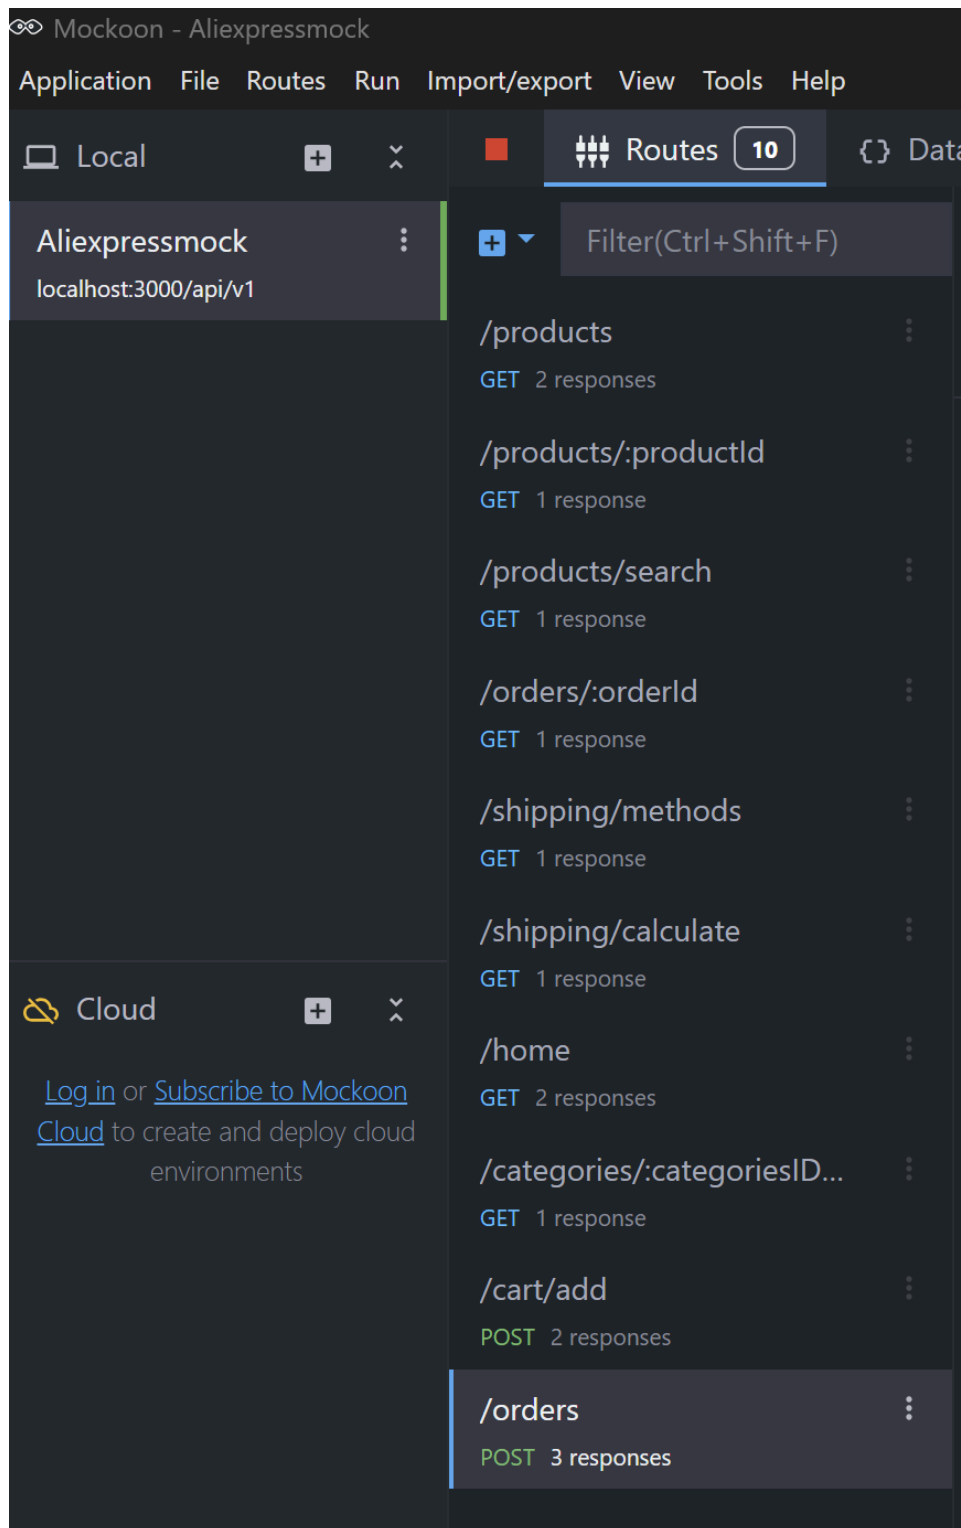 Mockoon - Aliexpressmock
Application File Routes Run Import/export View Tools Help
Local
Routes 10
Data
Aliexpressmock
localhost:3000/api/v1
Filter(Ctrl+Shift+F)
/products
GET 2 responses
/products/:productId
GET 1 response
/products/search
GET 1 response
/orders/:orderId
GET 1 response
/shipping/methods
GET 1 response
/shipping/calculate
GET 1 response
/home
GET 2 responses
/categories/:categoriesID...
GET 1 response
/cart/add
POST 2 responses
/orders
POST 3 responses
Cloud
Log in or Subscribe to Mockoon
Cloud to create and deploy cloud
environments